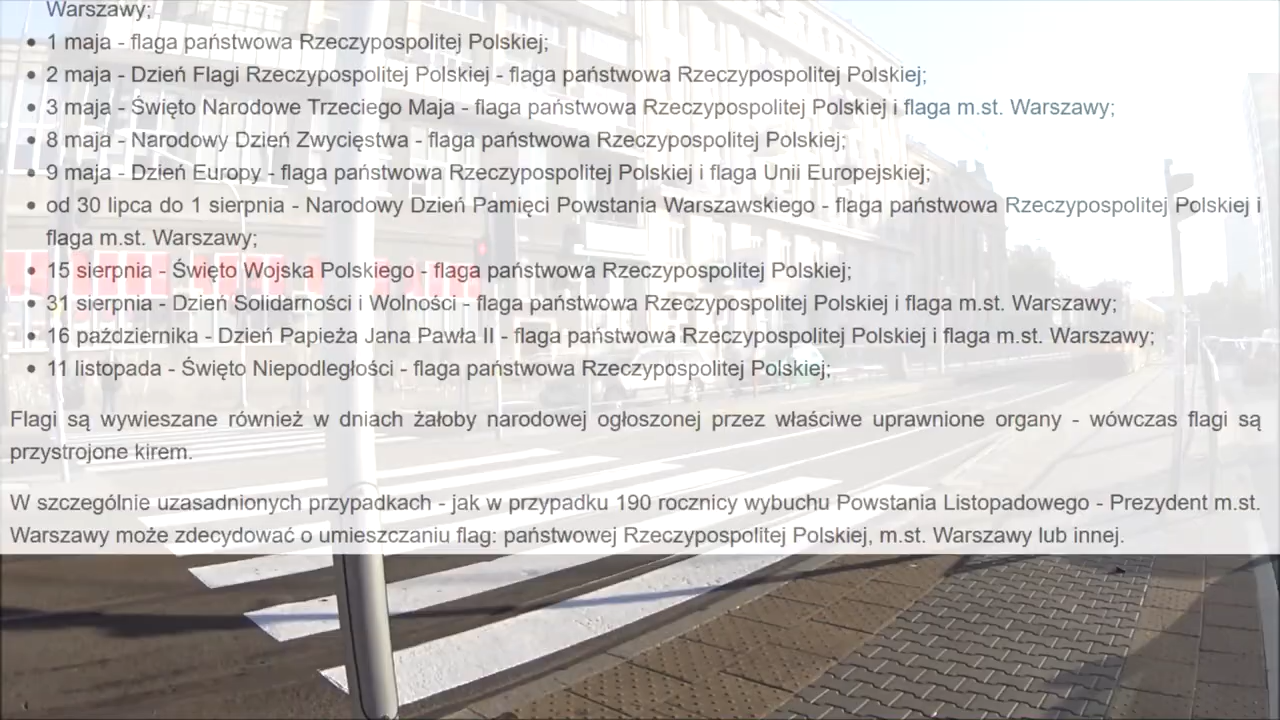 Warszawy;
• 1 maja - flaga państwowa Rzeczypospolitej Polskiej;
• 2 maja - Dzień Flagi Rzeczypospolitej Polskiej - flaga państwowa Rzeczypospolitej Polskiej;
• 3 maja - Święto Narodowe Trzeciego Maja - flaga państwowa Rzeczypospolitej Polskiej i flaga m.st. Warszawy;
• 8 maja - Narodowy Dzień Zwycięstwa - flaga państwowa Rzeczypospolitej Polskiej;
• 9 maja - Dzień Europy - flaga państwowa Rzeczypospolitej Polskiej i flaga Unii Europejskiej;
• od 30 lipca do 1 sierpnia - Narodowy Dzień Pamięci Powstania Warszawskiego - flaga państwowa Rzeczypospolitej Polskiej i
flaga m.st. Warszawy;
• 15 sierpnia - Święto Wojska Polskiego - flaga państwowa Rzeczypospolitej Polskiej;
• 31 sierpnia - Dzień Solidarności i Wolności - flaga państwowa Rzeczypospolitej Polskiej i flaga m.st. Warszawy;
• 16 października - Dzień Papieża Jana Pawła II - flaga państwowa Rzeczypospolitej Polskiej i flaga m.st. Warszawy;
• 11 listopada - Święto Niepodległości - flaga państwowa Rzeczypospolitej Polskiej;
Flagi są wywieszane również w dniach żałoby narodowej ogłoszonej przez właściwe uprawnione organy - wówczas flagi są
przystrojone kirem.
W szczególnie uzasadnionych przypadkach - jak w przypadku 190 rocznicy wybuchu Powstania Listopadowego - Prezydent m.st.
Warszawy może zdecydować o umieszczaniu flag: państwowej Rzeczypospolitej Polskiej, m.st. Warszawy lub innej.